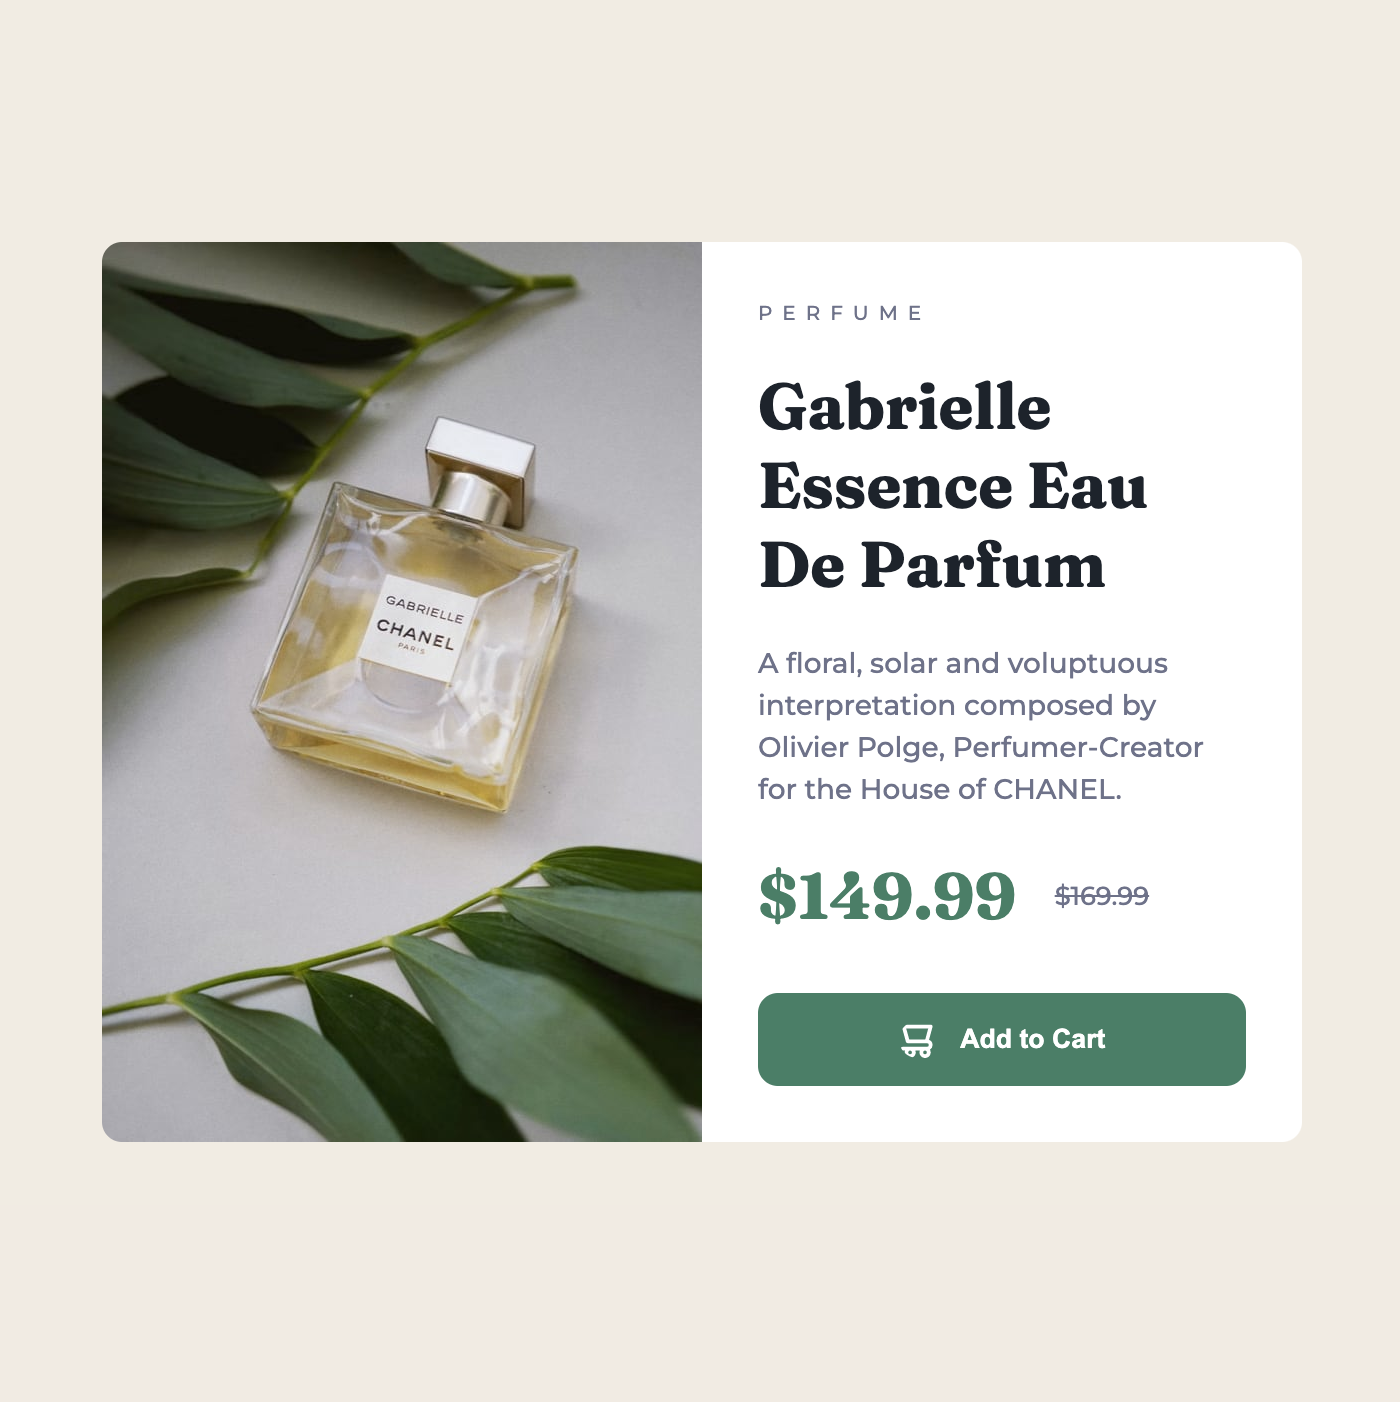 GABRIELLE
CHANEL
PARIS
PERFUME
Gabrielle
Essence Eau
De Parfum
A floral, solar and voluptuous
interpretation composed by
Olivier Polge, Perfumer-Creator
for the House of CHANEL.
$149.99 $169.99
Add to Cart